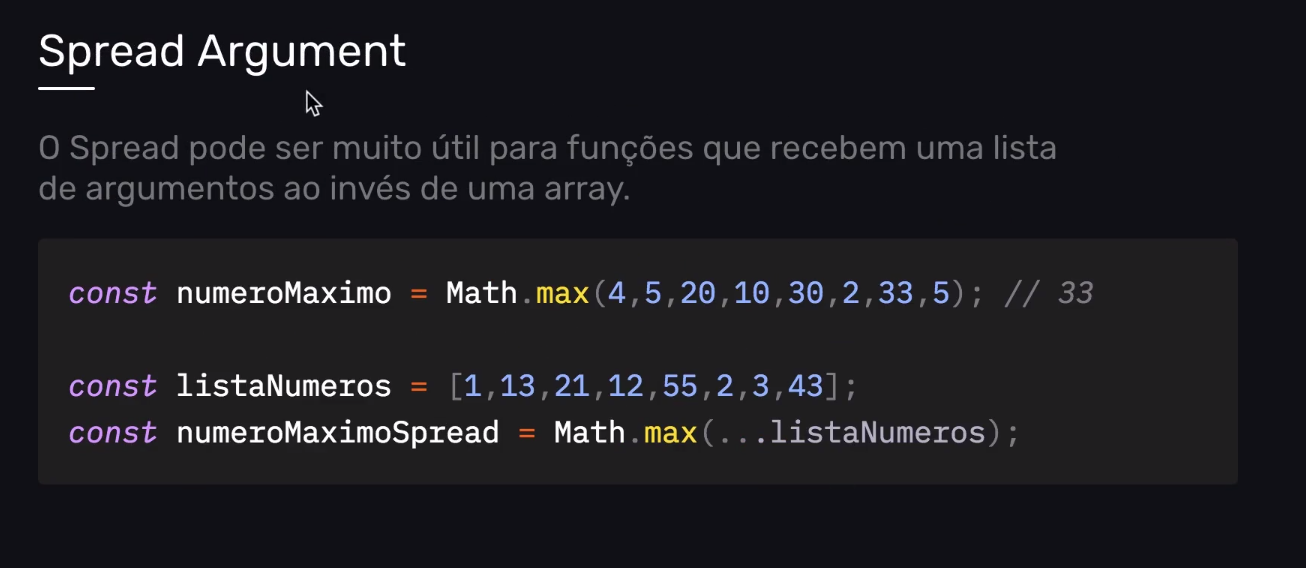 Spread Argument
O Spread pode ser muito útil para funções que recebem uma lista
de argumentos ao invés de uma array.
const numeroMaximo = Math.max(4,5,20,10,30,2,33,5); // 33
const listaNumeros = [1,13,21,12,55,2,3,43];
const numeroMaximoSpread = Math.max(...listaNumeros);